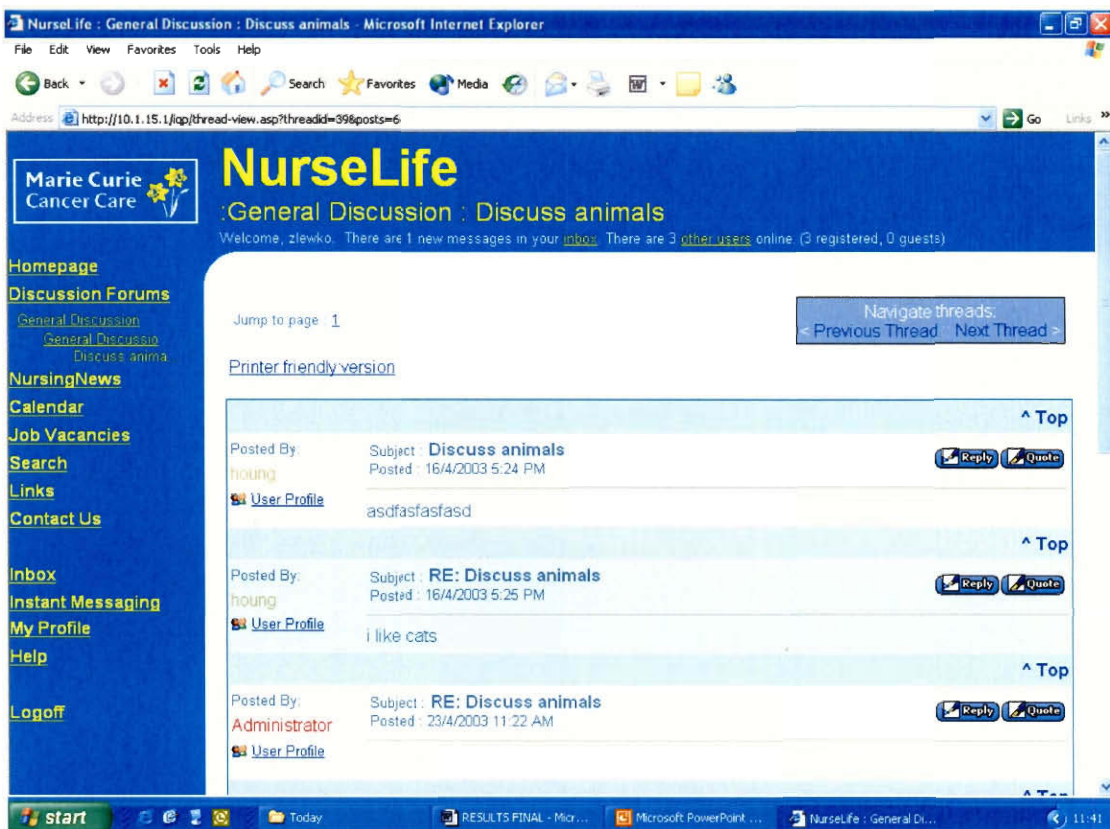 NurseLife : General Discussion : Discuss animals - Microsoft Internet Explorer
File Edit View Favorites Tools Help
Back Search Favorites Media
Address http://10.1.15.1/iqp/thread-view.asp?threadid=39&posts=6 Go Links »
Marie Curie
Cancer Care
NurseLife
:General Discussion : Discuss animals
Welcome, zlewko. There are 1 new messages in your inbox. There are 3 other users online. (3 registered, 0 guests)
Homepage
Discussion Forums
General Discussion
General Discussio
Discuss anima
NursingNews
Calendar
Job Vacancies
Search
Links
Contact Us
Inbox
Instant Messaging
My Profile
Help
Logoff
Jump to page : 1
Navigate threads:
< Previous Thread Next Thread >
Printer friendly version
^ Top
Posted By: Subject : Discuss animals
houng Posted : 16/4/2003 5:24 PM
Reply Quote
User Profile
asdfasfasfasd
^ Top
Posted By: Subject : RE: Discuss animals
houng Posted : 16/4/2003 5:25 PM
Reply Quote
User Profile
i like cats
^ Top
Posted By: Subject : RE: Discuss animals
Administrator Posted : 23/4/2003 11:22 AM
Reply Quote
User Profile
^ Top
start Today RESULTS FINAL - Micr... Microsoft PowerPoint ... NurseLife : General Di... 11:41